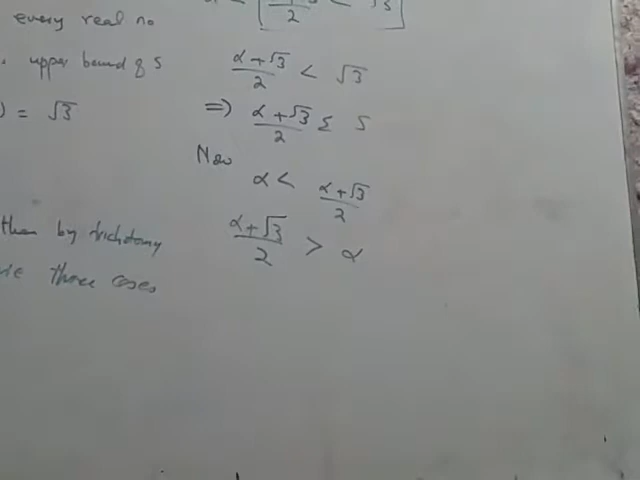 every real no
upper bound of S
) = √3
then by trichotomy
three cases
(α+√3)/2 < √3
=> (α+√3)/2 ∈ S
Now
α < (α+√3)/2
(α+√3)/2 > α